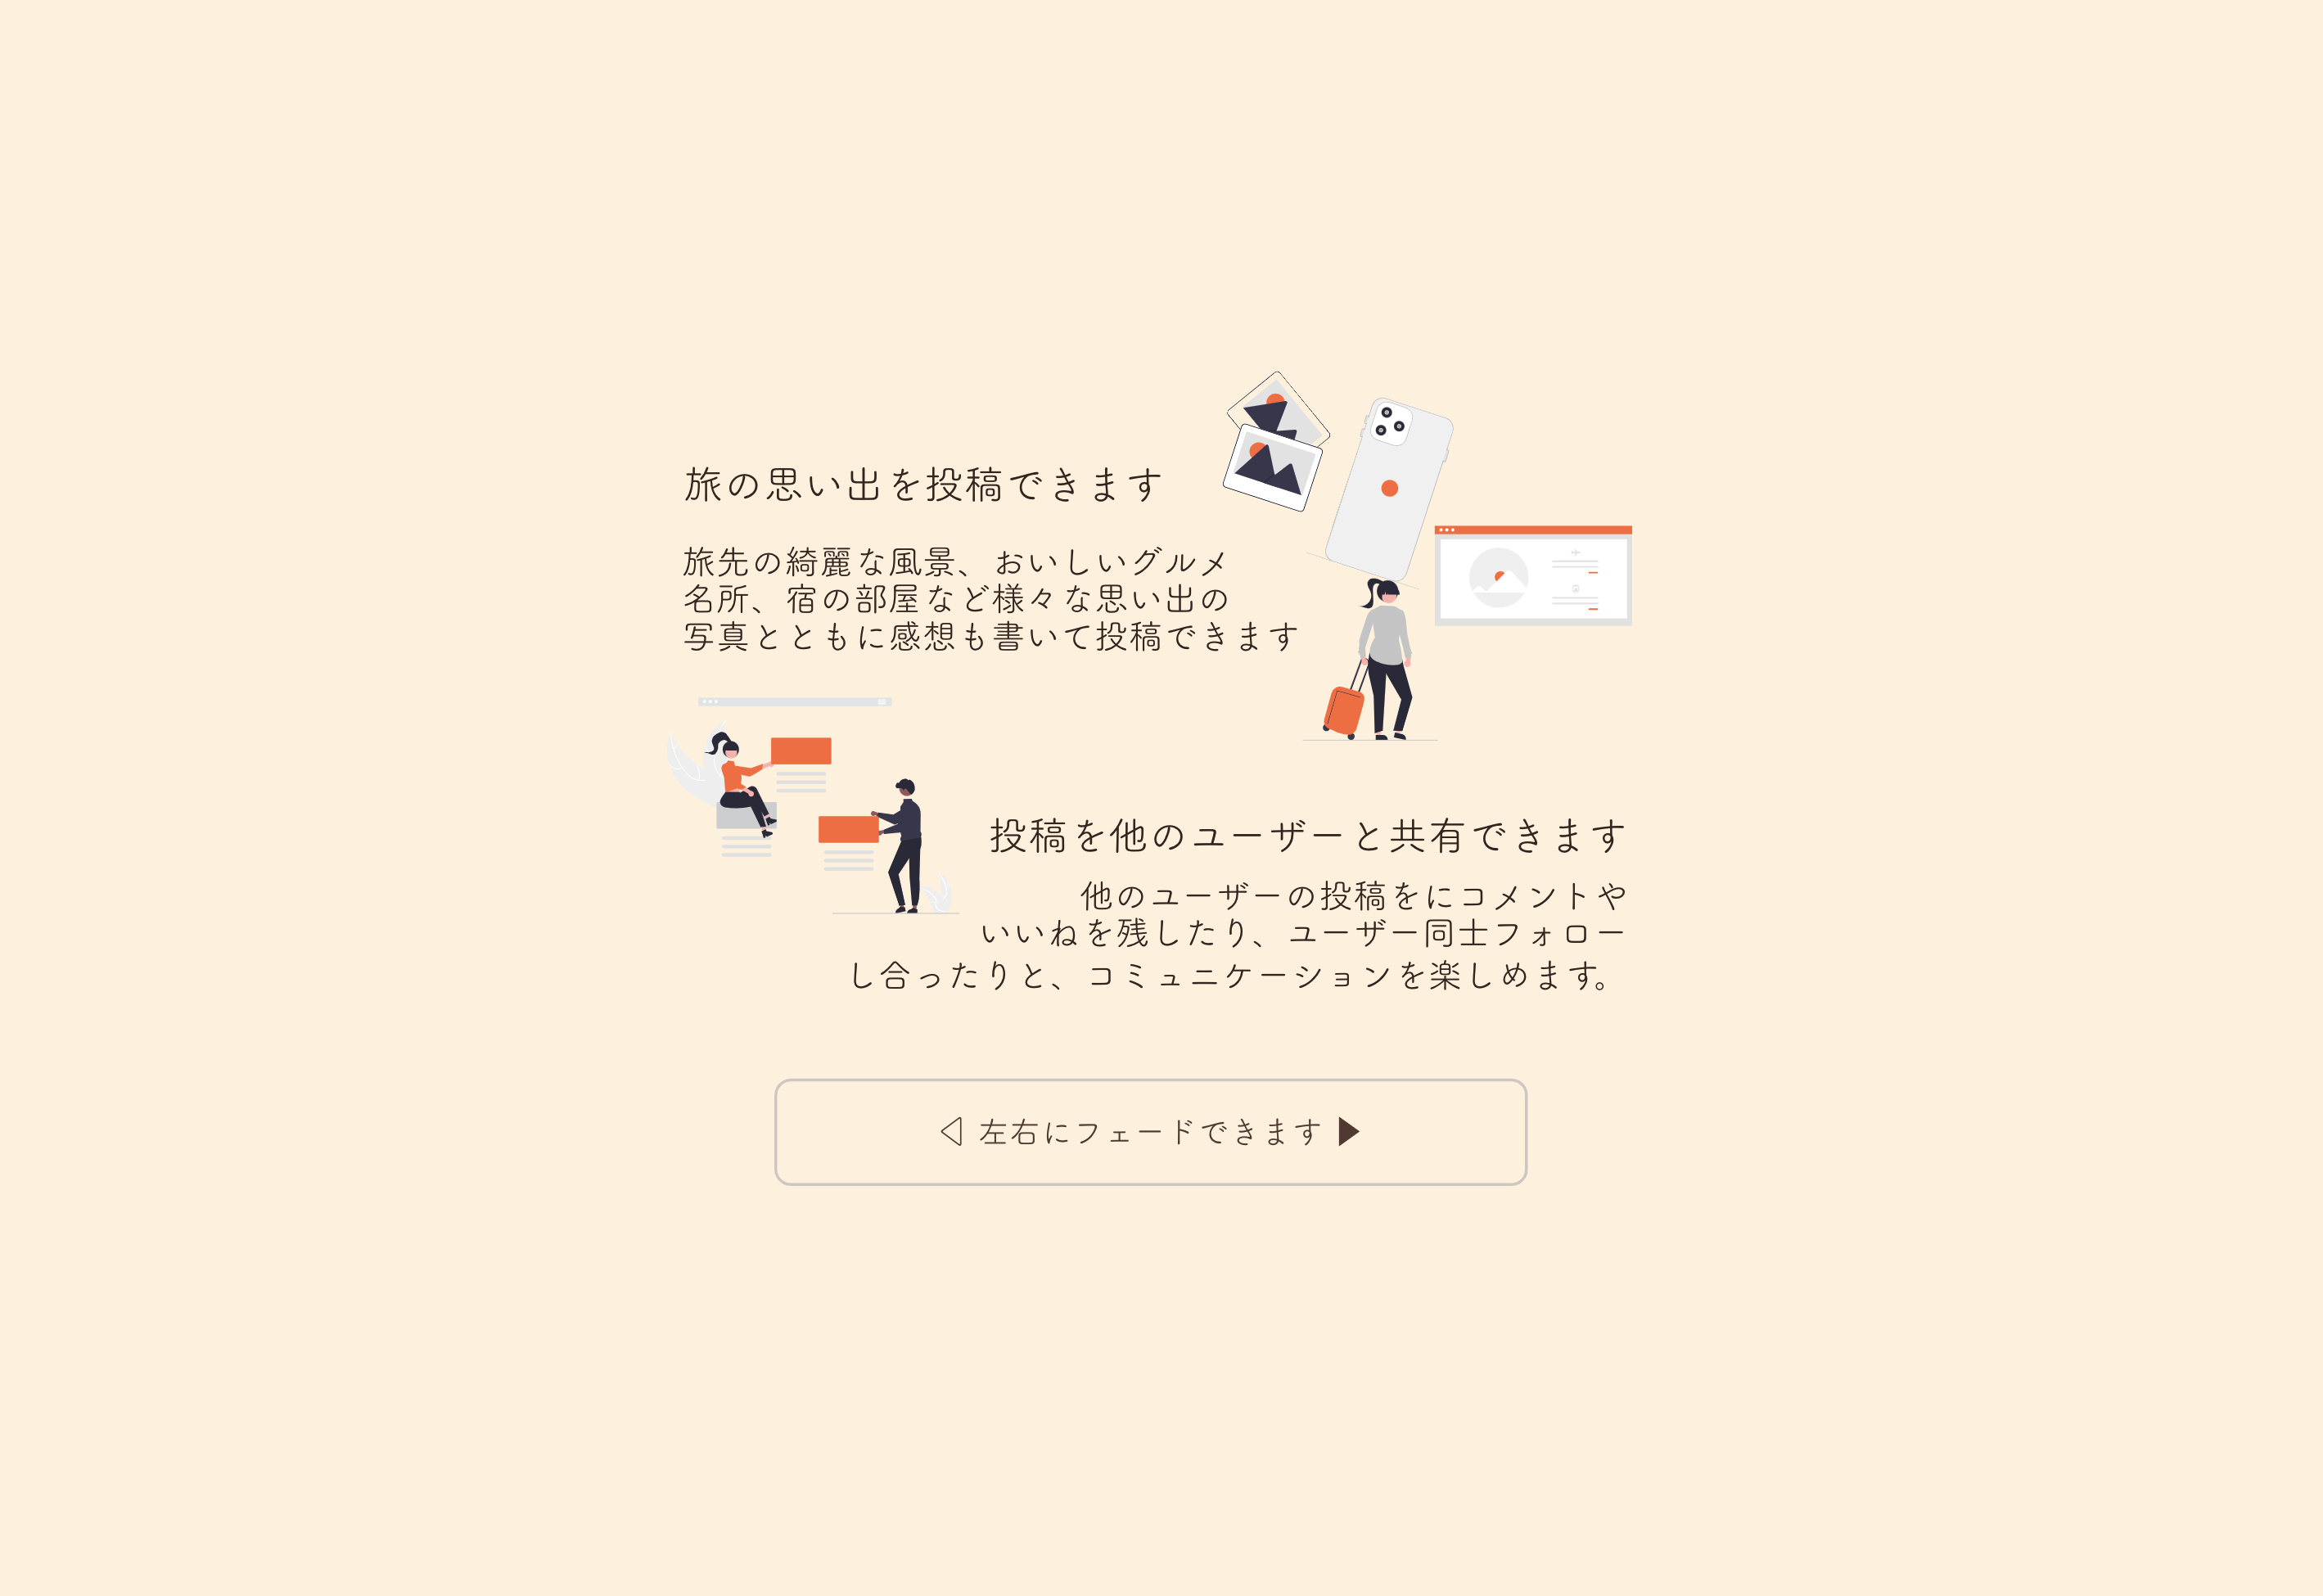 旅の思い出を投稿できます
旅先の綺麗な風景、おいしいグルメ
名所、宿の部屋など様々な思い出の
写真とともに感想も書いて投稿できます
投稿を他のユーザーと共有できます
他のユーザーの投稿をにコメントや
いいねを残したり、ユーザー同士フォロー
し合ったりと、コミュニケーションを楽しめます。
◁ 左右にフェードできます ▶